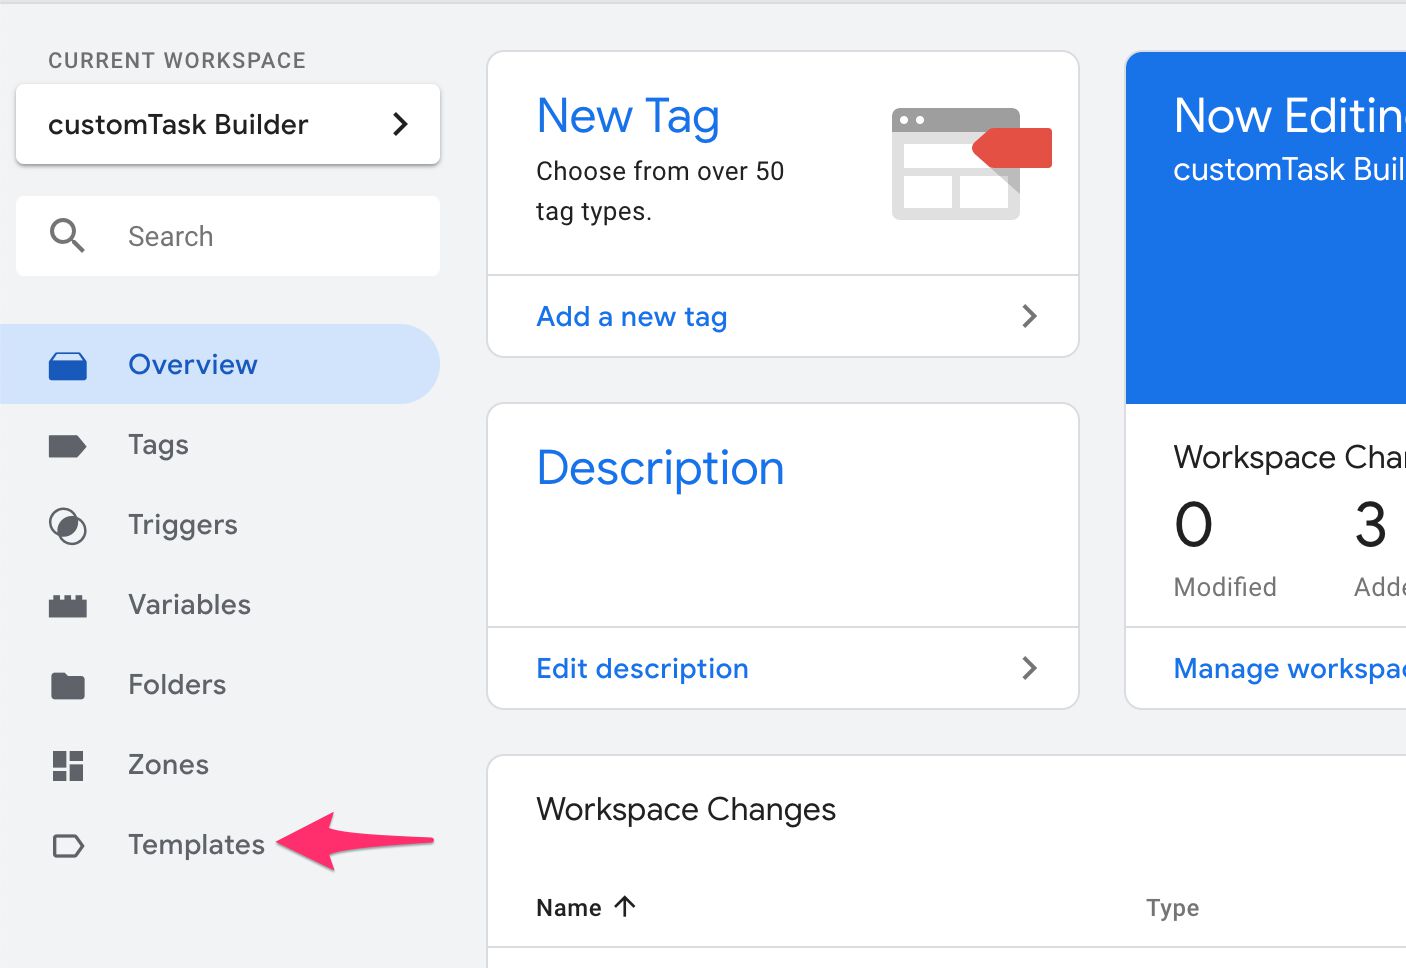 CURRENT WORKSPACE
customTask Builder
Search
Overview
Tags
Triggers
Variables
Folders
Zones
Templates
New Tag
Choose from over 50
tag types.
Add a new tag
Description
Edit description
Now Editin
customTask Buil
Workspace Cha
0 3
Modified Adde
Manage workspac
Workspace Changes
Name Type